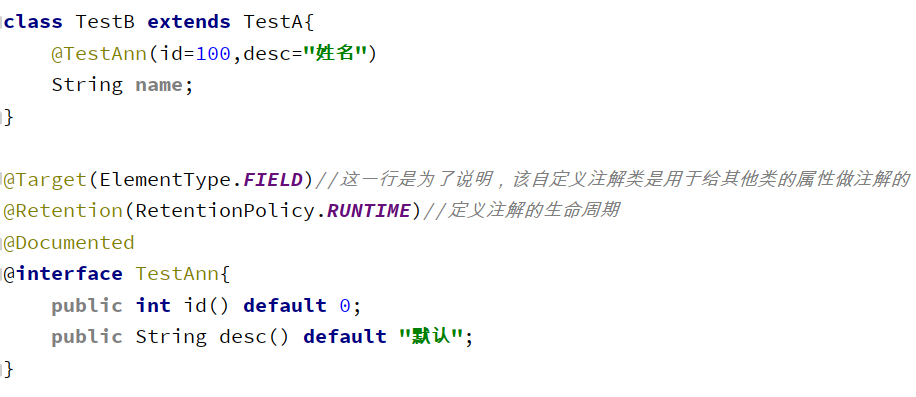 class TestB extends TestA{
    @TestAnn(id=100,desc="姓名")
    String name;
}

@Target(ElementType.FIELD)//这一行是为了说明，该自定义注解类是用于给其他类的属性做注解的
@Retention(RetentionPolicy.RUNTIME)//定义注解的生命周期
@Documented
@interface TestAnn{
    public int id() default 0;
    public String desc() default "默认";
}